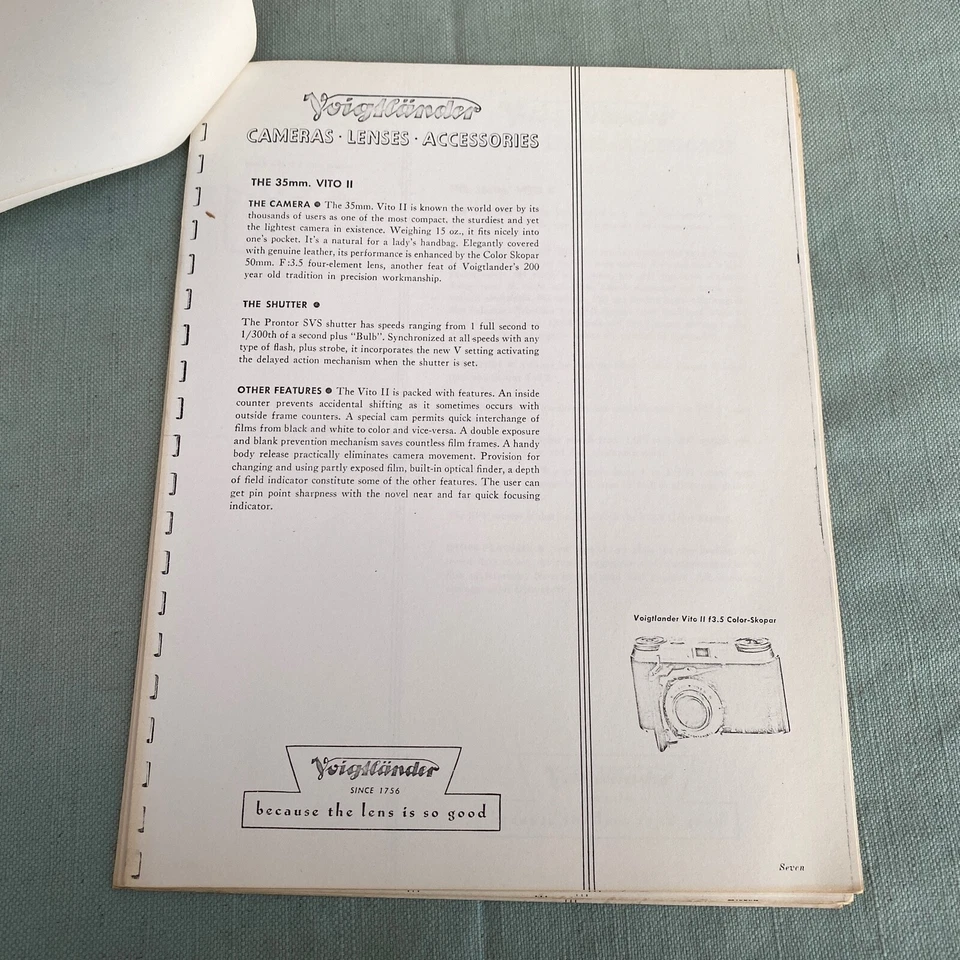 Voigtländer
CAMERAS · LENSES · ACCESSORIES
THE 35mm. VITO II
THE CAMERA ● The 35mm. Vito II is known the world over by its
thousands of users as one of the most compact, the sturdiest and yet
the lightest camera in existence. Weighing 15 oz., it fits nicely into
one's pocket. It's a natural for a lady's handbag. Elegantly covered
with genuine leather, its performance is enhanced by the Color Skopar
50mm. F:3.5 four-element lens, another feat of Voigtlander's 200
year old tradition in precision workmanship.
THE SHUTTER ●
The Prontor SVS shutter has speeds ranging from 1 full second to
1/300th of a second plus "Bulb". Synchronized at all speeds with any
type of flash, plus strobe, it incorporates the new V setting activating
the delayed action mechanism when the shutter is set.
OTHER FEATURES ● The Vito II is packed with features. An inside
counter prevents accidental shifting as it sometimes occurs with
outside frame counters. A special cam permits quick interchange of
films from black and white to color and vice-versa. A double exposure
and blank prevention mechanism saves countless film frames. A handy
body release practically eliminates camera movement. Provision for
changing and using partly exposed film, built-in optical finder, a depth
of field indicator constitute some of the other features. The user can
get pin point sharpness with the novel near and far quick focusing
indicator.
Voigtlander Vito II f3.5 Color-Skopar
Voigtländer
SINCE 1756
because the lens is so good
Seven